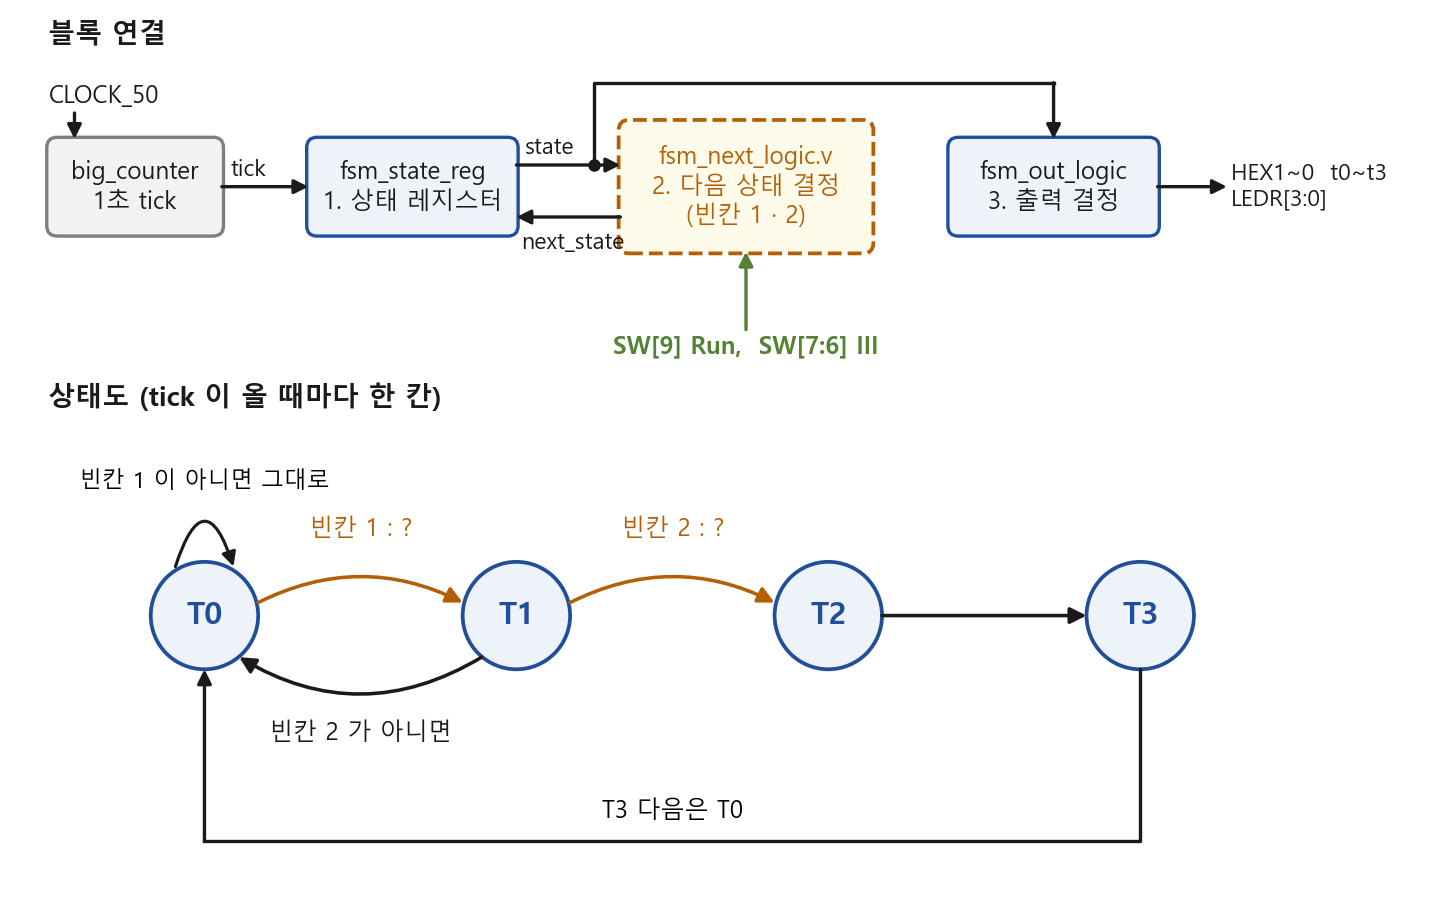 블록 연결
CLOCK_50
big_counter
1초 tick
tick
fsm_state_reg
1. 상태 레지스터
state
next_state
fsm_next_logic.v
2. 다음 상태 결정
(빈칸 1 · 2)
fsm_out_logic
3. 출력 결정
HEX1~0 t0~t3
LEDR[3:0]
SW[9] Run, SW[7:6] III
상태도 (tick 이 올 때마다 한 칸)
빈칸 1 이 아니면 그대로
빈칸 1 : ?
빈칸 2 : ?
T0
T1
T2
T3
빈칸 2 가 아니면
T3 다음은 T0